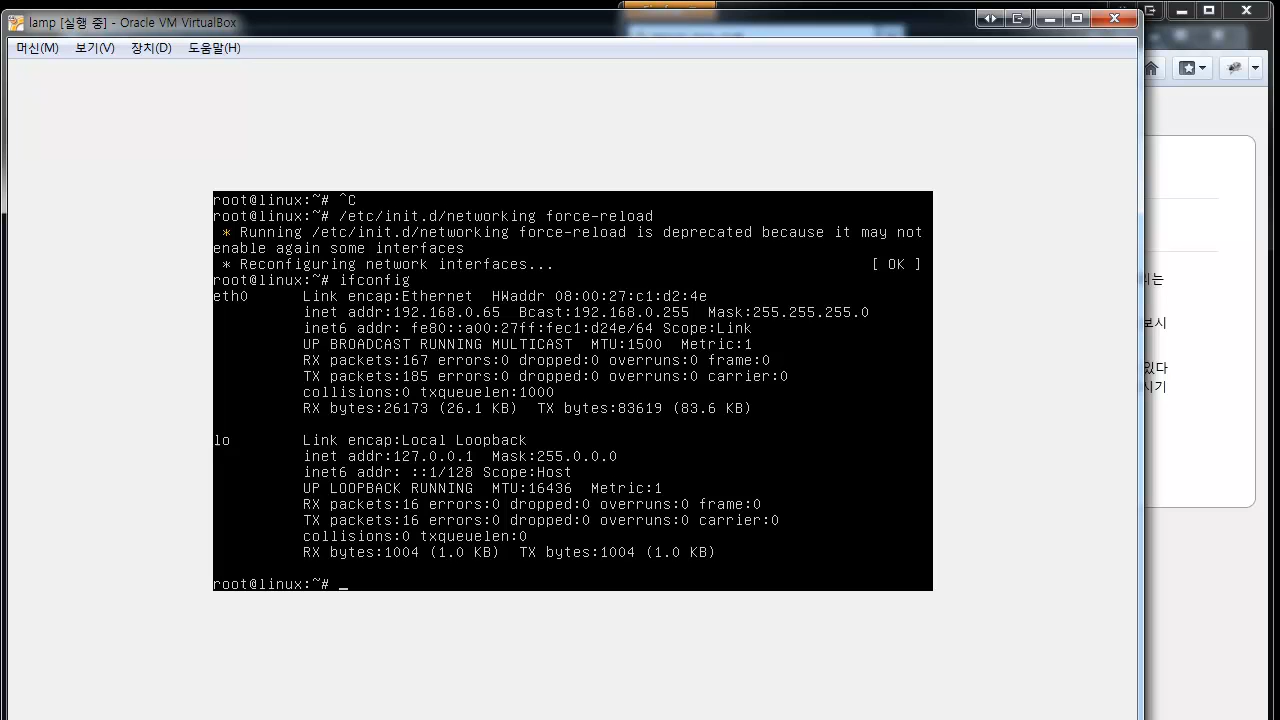 lamp [실행 중] - Oracle VM VirtualBox
머신(M) 보기(V) 장치(D) 도움말(H)
root@linux:~# ^C
root@linux:~# /etc/init.d/networking force-reload
* Running /etc/init.d/networking force-reload is deprecated because it may not
enable again some interfaces
* Reconfiguring network interfaces... [ OK ]
root@linux:~# ifconfig
eth0 Link encap:Ethernet HWaddr 08:00:27:c1:d2:4e
inet addr:192.168.0.65 Bcast:192.168.0.255 Mask:255.255.255.0
inet6 addr: fe80::a00:27ff:fec1:d24e/64 Scope:Link
UP BROADCAST RUNNING MULTICAST MTU:1500 Metric:1
RX packets:167 errors:0 dropped:0 overruns:0 frame:0
TX packets:185 errors:0 dropped:0 overruns:0 carrier:0
collisions:0 txqueuelen:1000
RX bytes:26173 (26.1 KB) TX bytes:83619 (83.6 KB)
lo Link encap:Local Loopback
inet addr:127.0.0.1 Mask:255.0.0.0
inet6 addr: ::1/128 Scope:Host
UP LOOPBACK RUNNING MTU:16436 Metric:1
RX packets:16 errors:0 dropped:0 overruns:0 frame:0
TX packets:16 errors:0 dropped:0 overruns:0 carrier:0
collisions:0 txqueuelen:0
RX bytes:1004 (1.0 KB) TX bytes:1004 (1.0 KB)
root@linux:~# _
보시
있다
시기